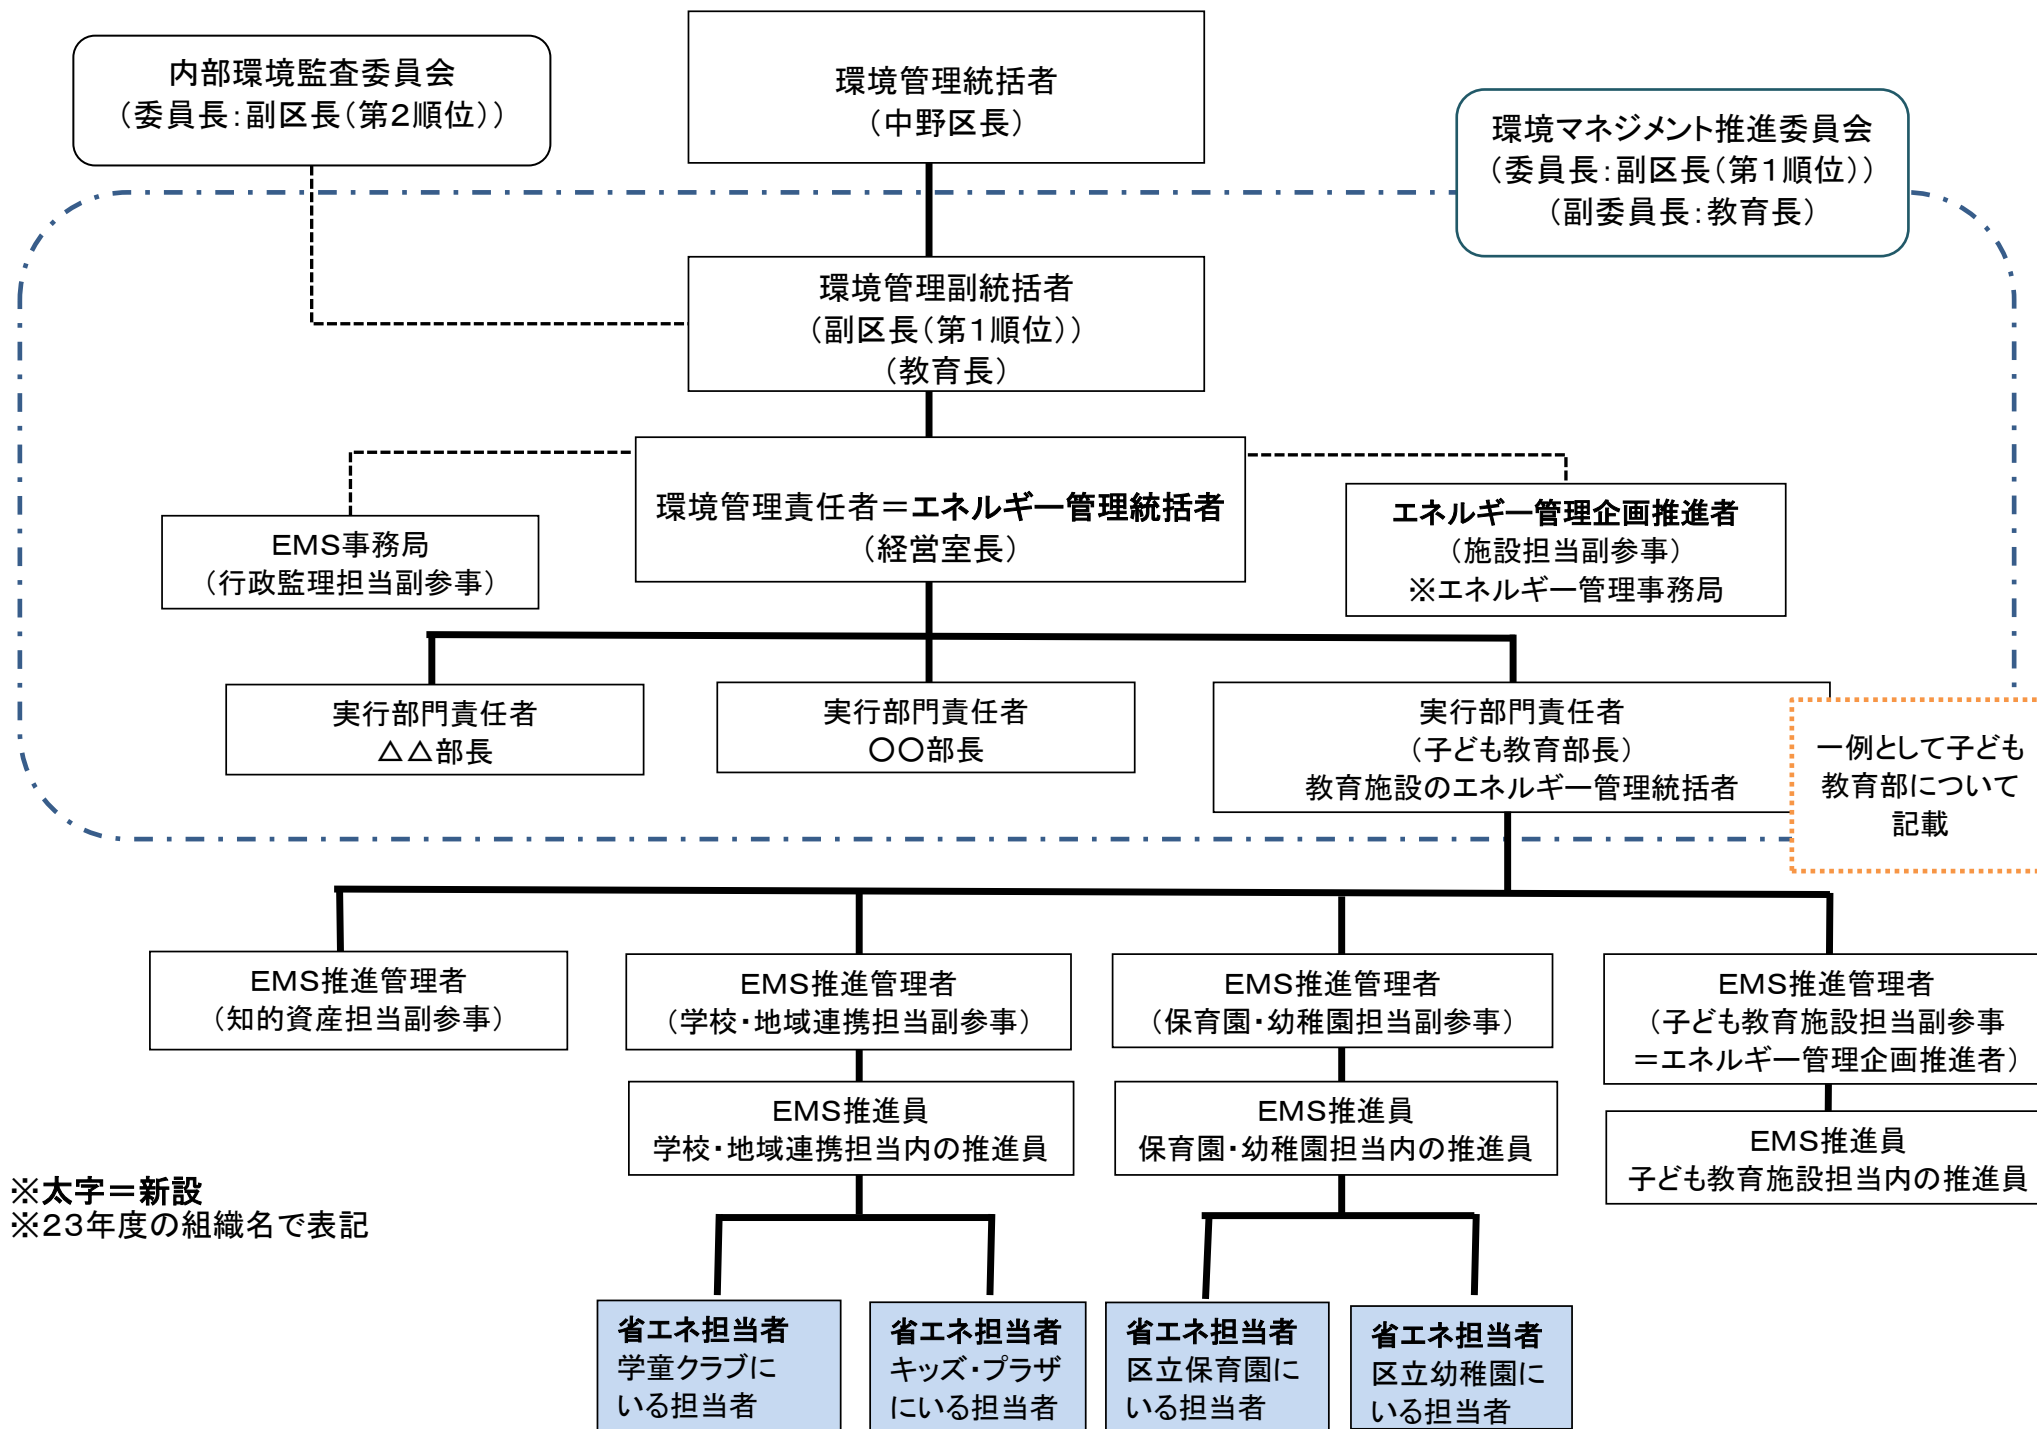 内部環境監査委員会
（委員長：副区長（第２順位））
環境管理統括者
（中野区長）
環境マネジメント推進委員会
（委員長：副区長（第１順位））
（副委員長：教育長）
環境管理副統括者
（副区長（第１順位））
（教育長）
環境管理責任者＝エネルギー管理統括者
（経営室長）
EMS事務局
（行政監理担当副参事）
エネルギー管理企画推進者
（施設担当副参事）
※エネルギー管理事務局
実行部門責任者
△△部長
実行部門責任者
〇〇部長
実行部門責任者
（子ども教育部長）
教育施設のエネルギー管理統括者
一例として子ども
教育部について
記載
EMS推進管理者
（知的資産担当副参事）
EMS推進管理者
（学校・地域連携担当副参事）
EMS推進管理者
（保育園・幼稚園担当副参事）
EMS推進管理者
（子ども教育施設担当副参事
＝エネルギー管理企画推進者）
EMS推進員
学校・地域連携担当内の推進員
EMS推進員
保育園・幼稚園担当内の推進員
EMS推進員
子ども教育施設担当内の推進員
※太字＝新設
※２３年度の組織名で表記
省エネ担当者
学童クラブに
いる担当者
省エネ担当者
キッズ・プラザ
にいる担当者
省エネ担当者
区立保育園に
いる担当者
省エネ担当者
区立幼稚園に
いる担当者